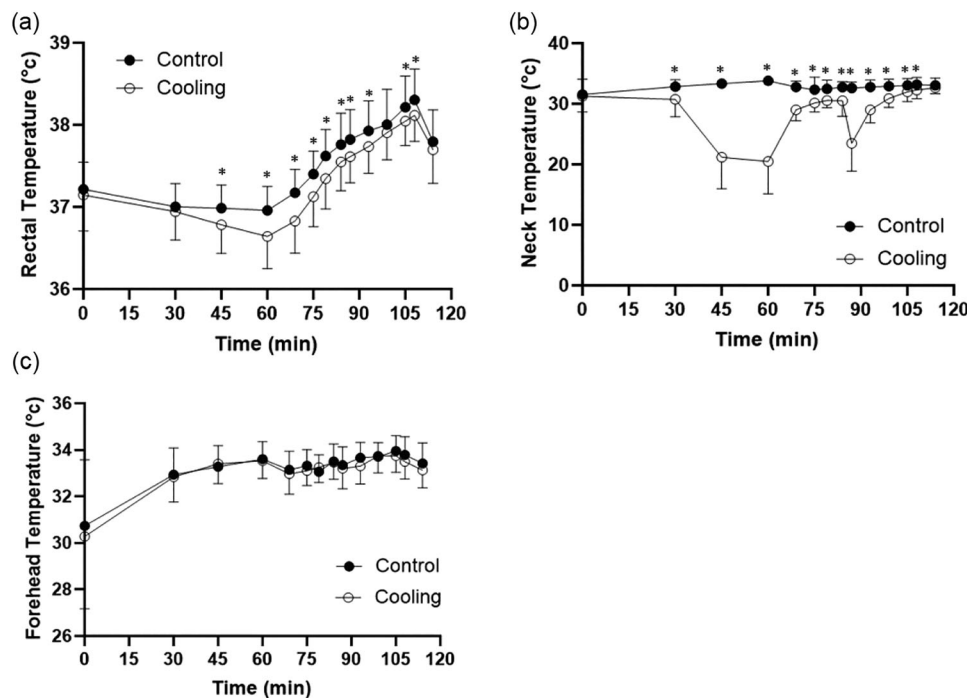 (a)
39
38
37
36
Rectal Temperature (°c)
Control
Cooling
* * * * * * * * * * *
0 15 30 45 60 75 90 105 120
Time (min)
(b)
40
30
20
10
0
Neck Temperature (°c)
* * * * * * * * * * *
Control
Cooling
0 15 30 45 60 75 90 105 120
Time (min)
(c)
36
34
32
30
28
26
Forehead Temperature (°c)
Control
Cooling
0 15 30 45 60 75 90 105 120
Time (min)